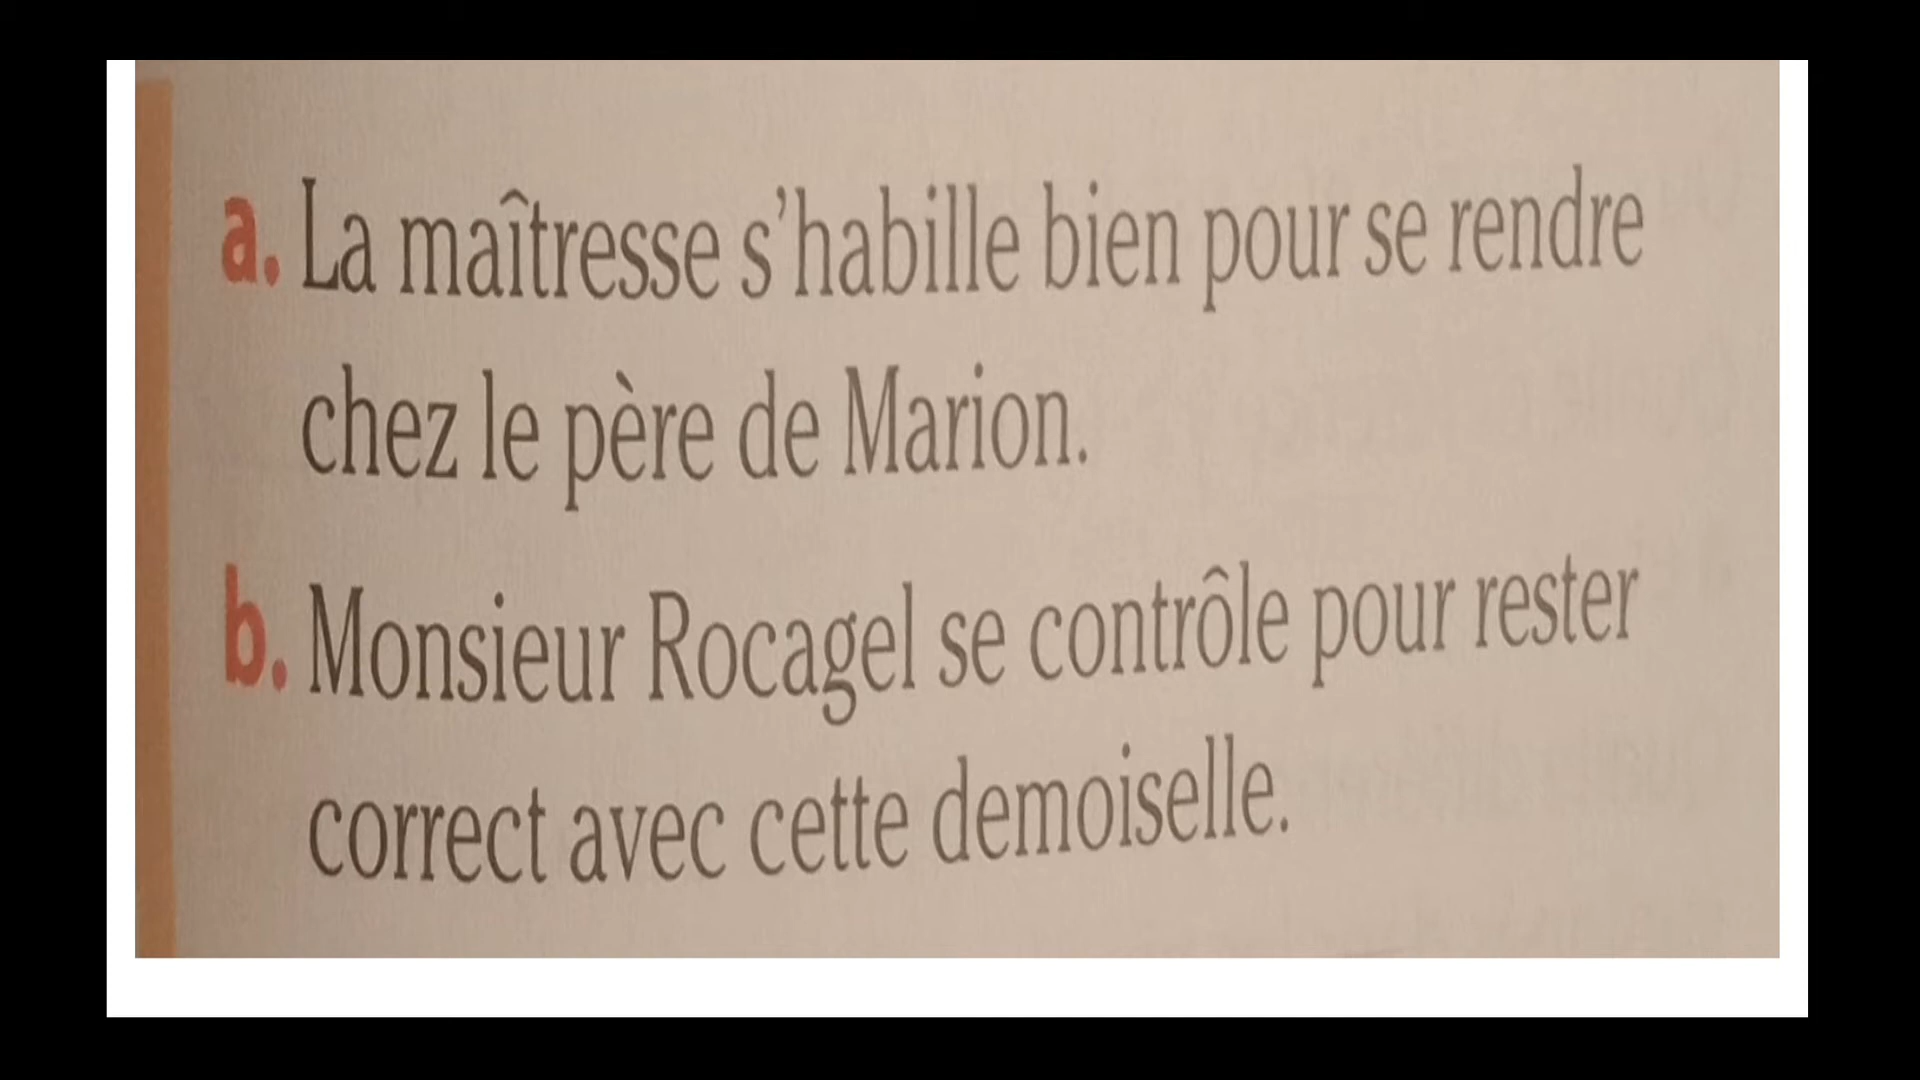 a. La maîtresse s'habille bien pour se rendre
chez le père de Marion.
b. Monsieur Rocagel se contrôle pour rester
correct avec cette demoiselle.